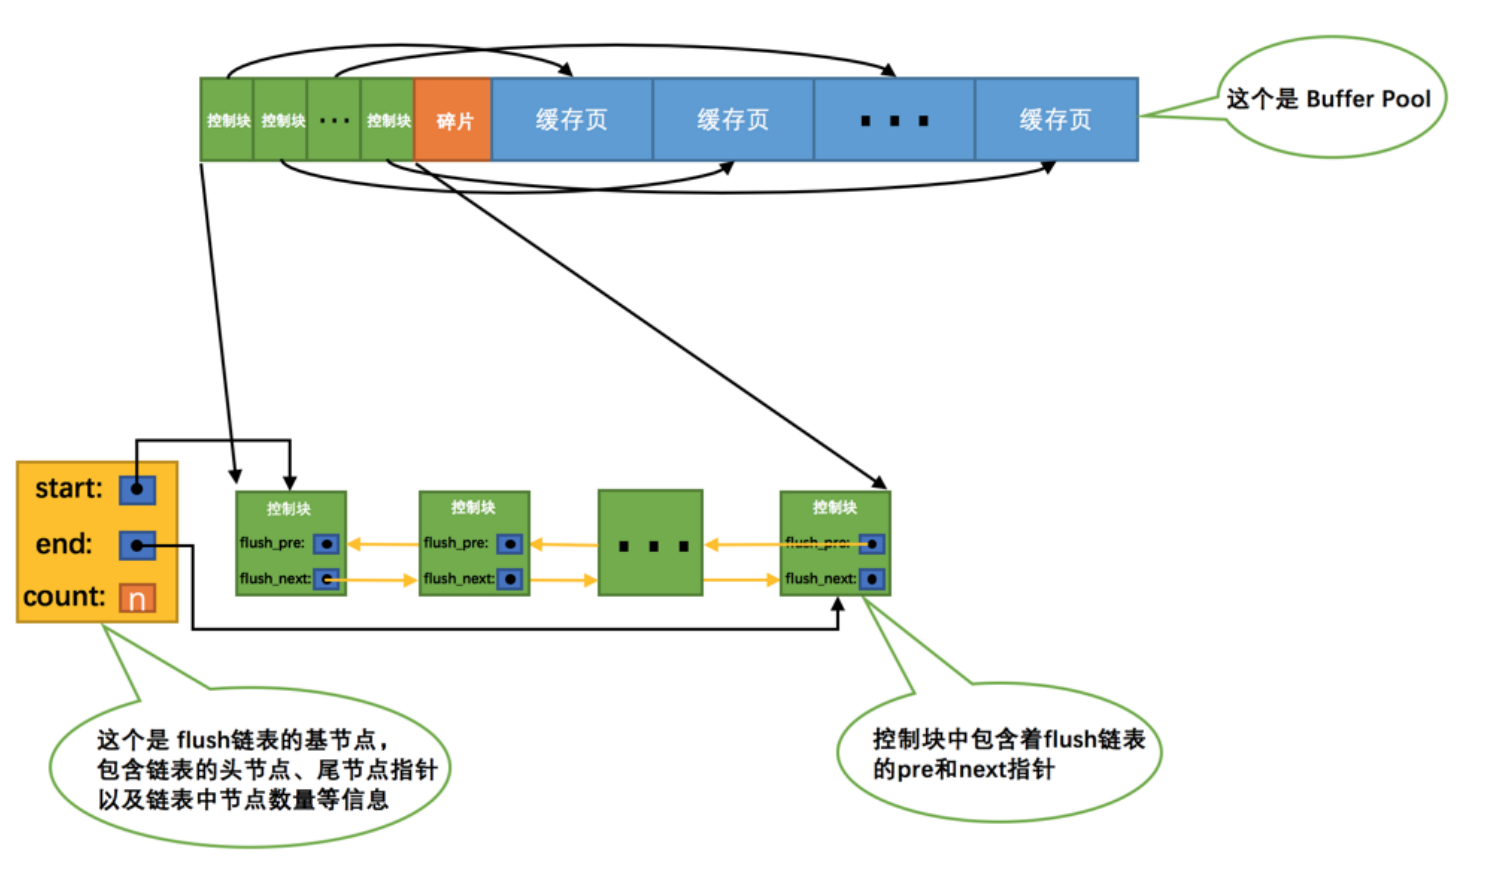 这个是 Buffer Pool
控制块 控制块 ··· 控制块 碎片 缓存页 缓存页 ··· 缓存页
start:
end:
count: n
控制块
flush_pre:
flush_next:
控制块
flush_pre:
flush_next:
···
控制块
flush_pre:
flush_next:
这个是 flush链表的基节点，
包含链表的头节点、尾节点指针
以及链表中节点数量等信息
控制块中包含着flush链表
的pre和next指针